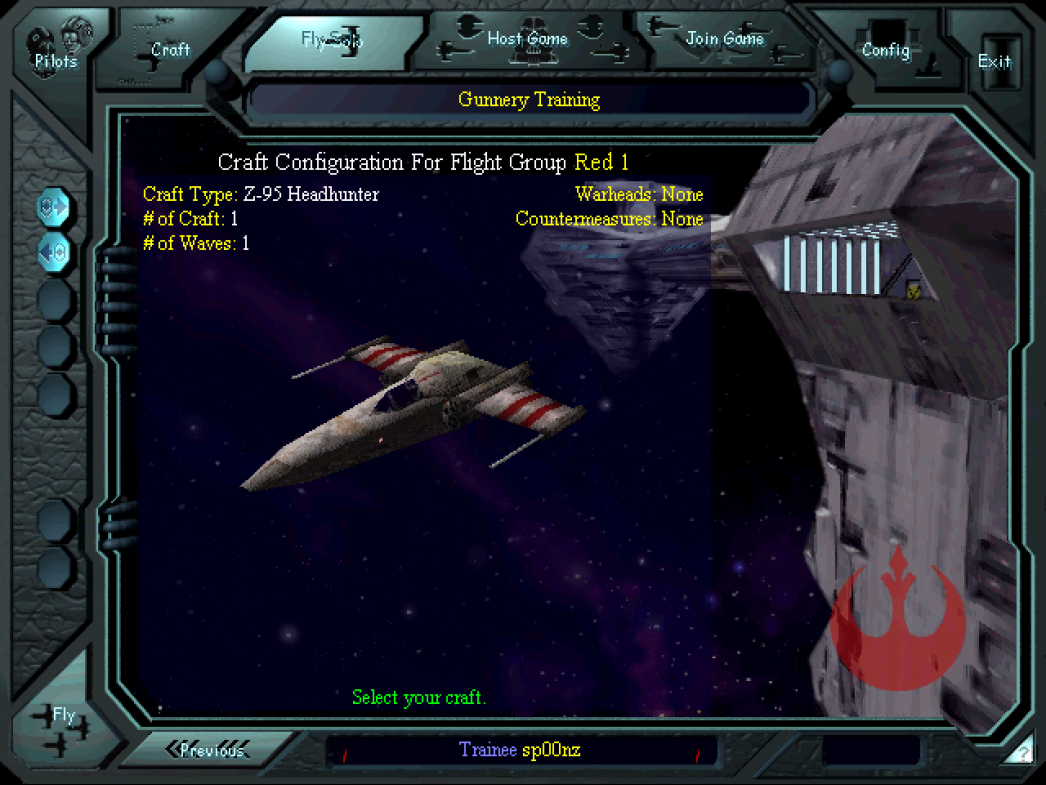 Pilots
Craft
Fly Solo
Host Game
Join Game
Config
Exit
Gunnery Training
Craft Configuration For Flight Group Red 1
Craft Type: Z-95 Headhunter
Warheads: None
# of Craft: 1
Countermeasures: None
# of Waves: 1
Select your craft.
Fly
Previous
Trainee sp00nz
?